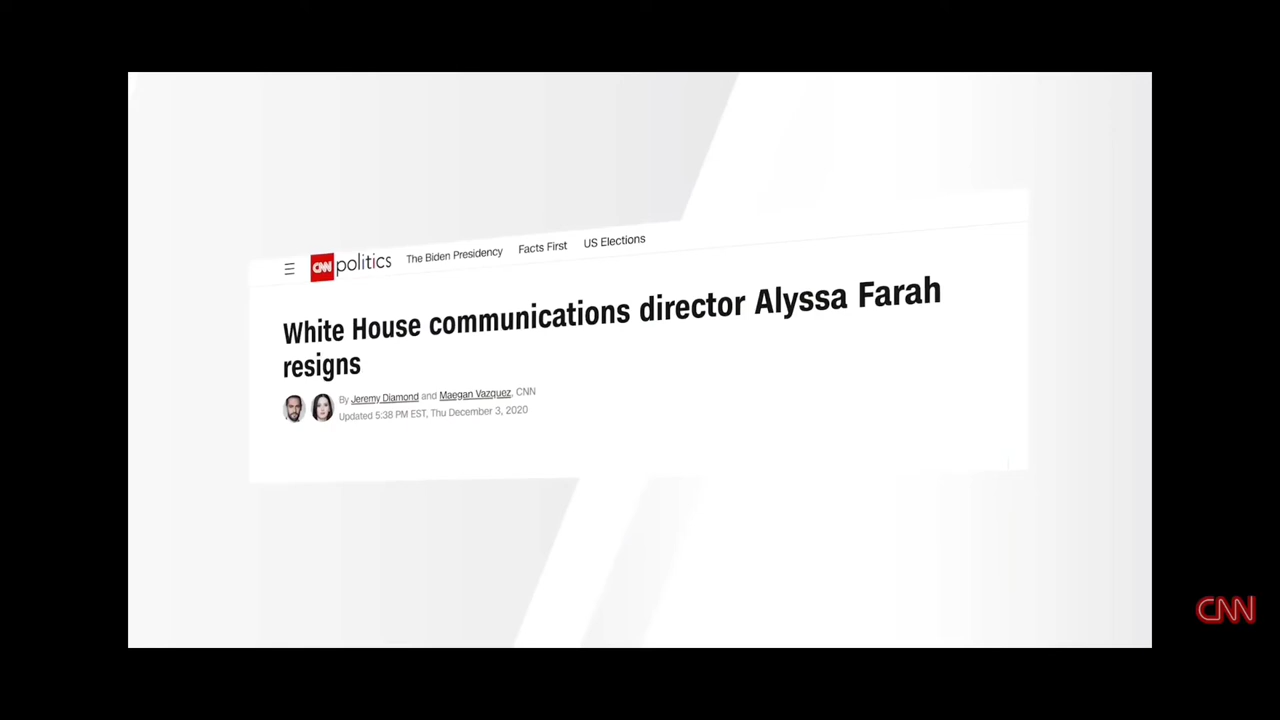 CNN politics The Biden Presidency Facts First US Elections
White House communications director Alyssa Farah
resigns
By Jeremy Diamond and Maegan Vazquez, CNN
Updated 5:38 PM EST, Thu December 3, 2020
CNN